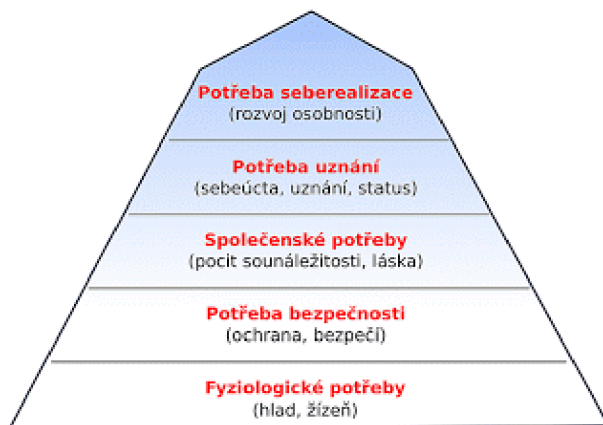 Potřeba seberealizace
(rozvoj osobnosti)
Potřeba uznání
(sebeúcta, uznání, status)
Společenské potřeby
(pocit sounáležitosti, láska)
Potřeba bezpečnosti
(ochrana, bezpečí)
Fyziologické potřeby
(hlad, žízeň)